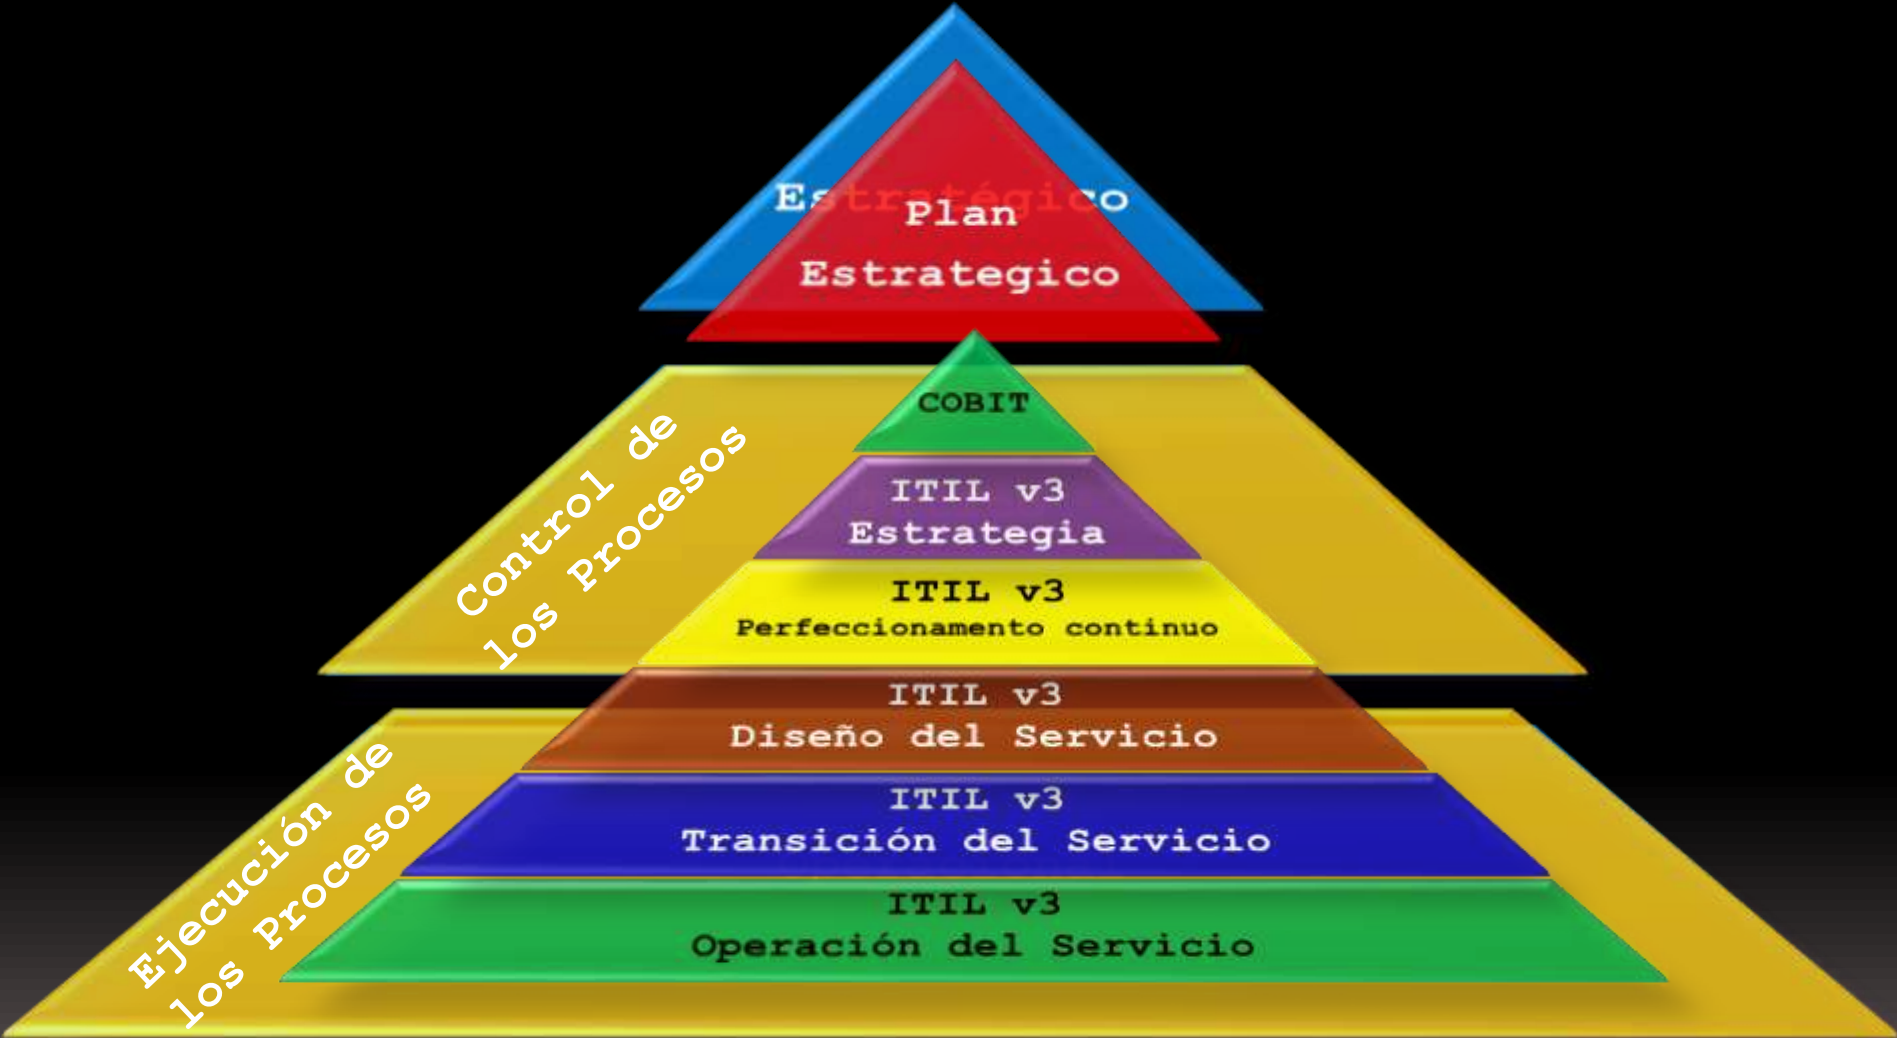 Estratégico
Plan
Estrategico
COBIT
Control de
los Procesos
ITIL v3
Estrategia
ITIL v3
Perfeccionamento continuo
ITIL v3
Diseño del Servicio
Ejecución de
los Procesos
ITIL v3
Transición del Servicio
ITIL v3
Operación del Servicio